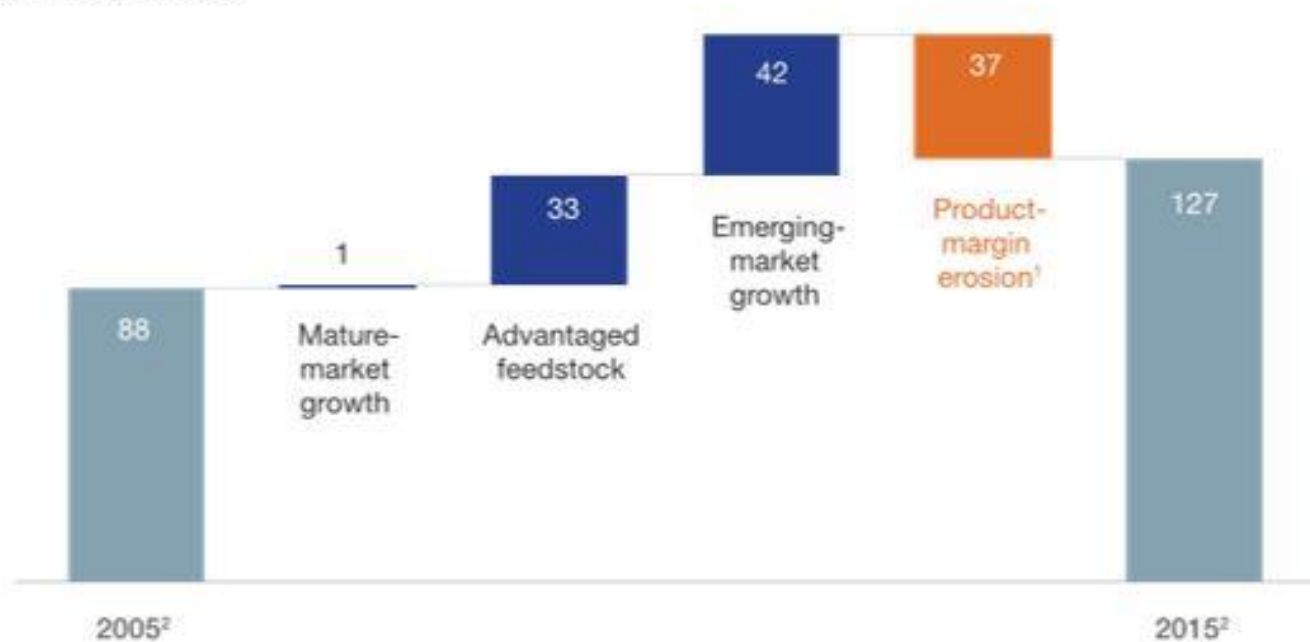 42
37
33
127
1
88
Emerging-
market
growth
Product-
margin
erosion¹
Mature-
market
growth
Advantaged
feedstock
2005²
2015²